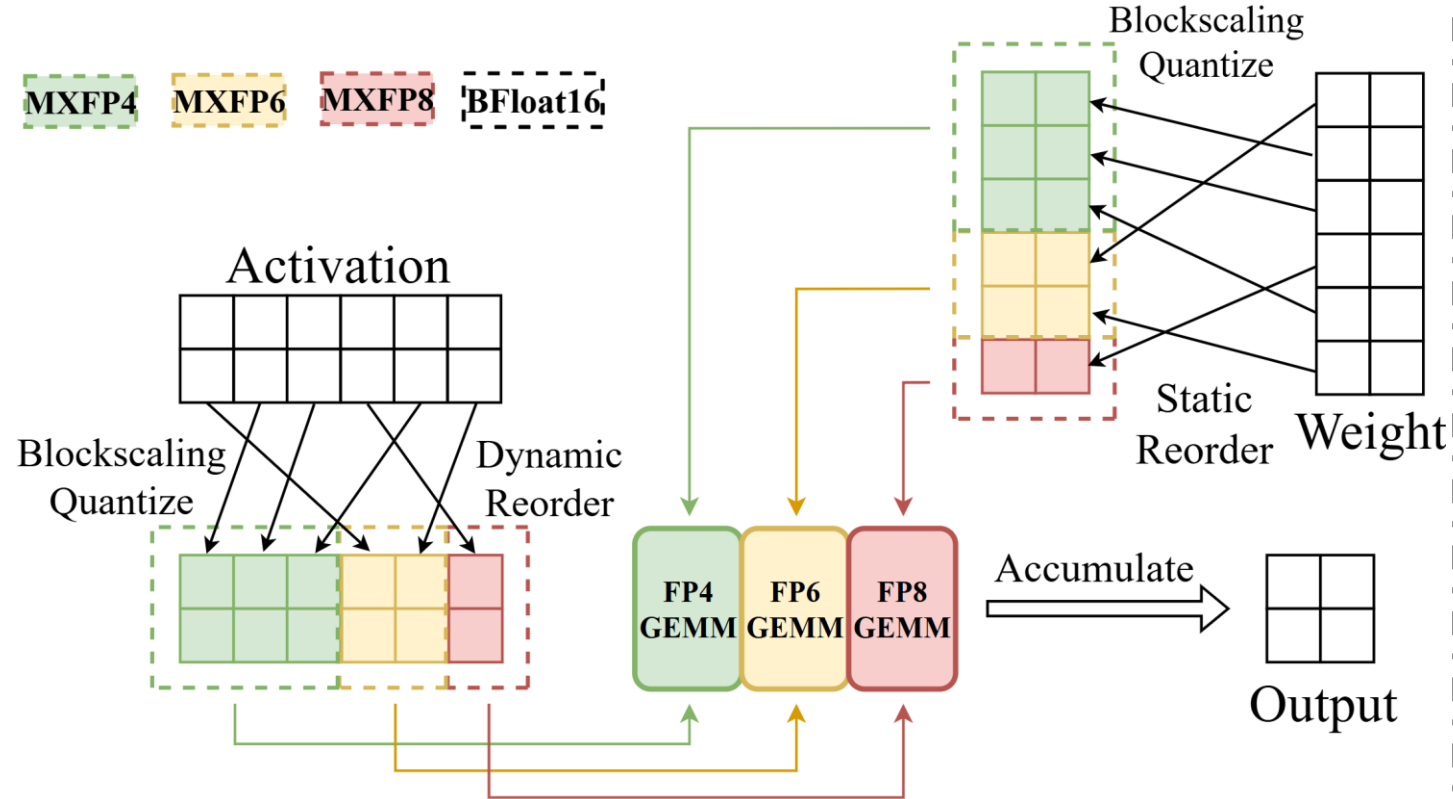 Blockscaling
Quantize
MXFP4
MXFP6
MXFP8
BFloat16
Activation
Static
Reorder
Weight
Blockscaling
Quantize
Dynamic
Reorder
FP4
GEMM
FP6
GEMM
FP8
GEMM
Accumulate
Output